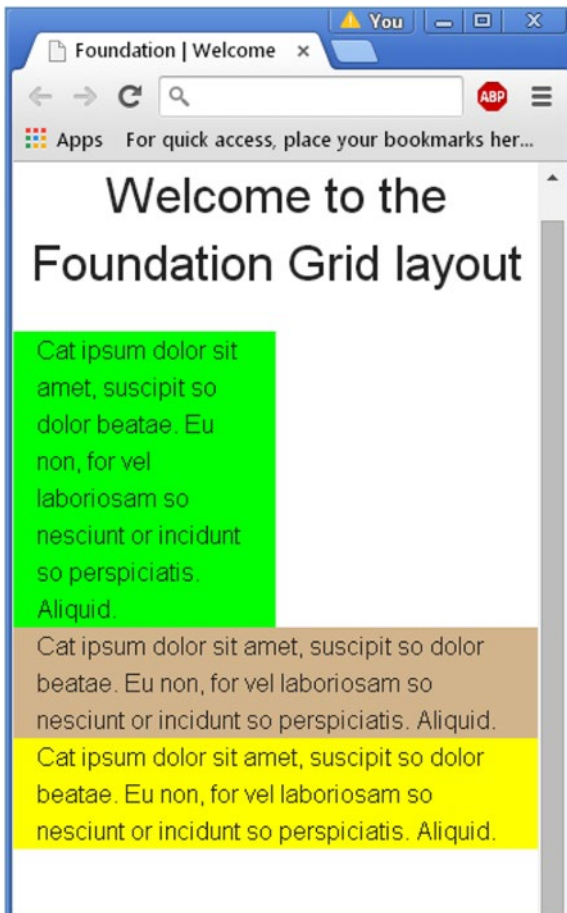 You
Foundation | Welcome
ABP
Apps For quick access, place your bookmarks her...
Welcome to the
Foundation Grid layout
Cat ipsum dolor sit
amet, suscipit so
dolor beatae. Eu
non, for vel
laboriosam so
nesciunt or incidunt
so perspiciatis.
Aliquid.
Cat ipsum dolor sit amet, suscipit so dolor
beatae. Eu non, for vel laboriosam so
nesciunt or incidunt so perspiciatis. Aliquid.
Cat ipsum dolor sit amet, suscipit so dolor
beatae. Eu non, for vel laboriosam so
nesciunt or incidunt so perspiciatis. Aliquid.